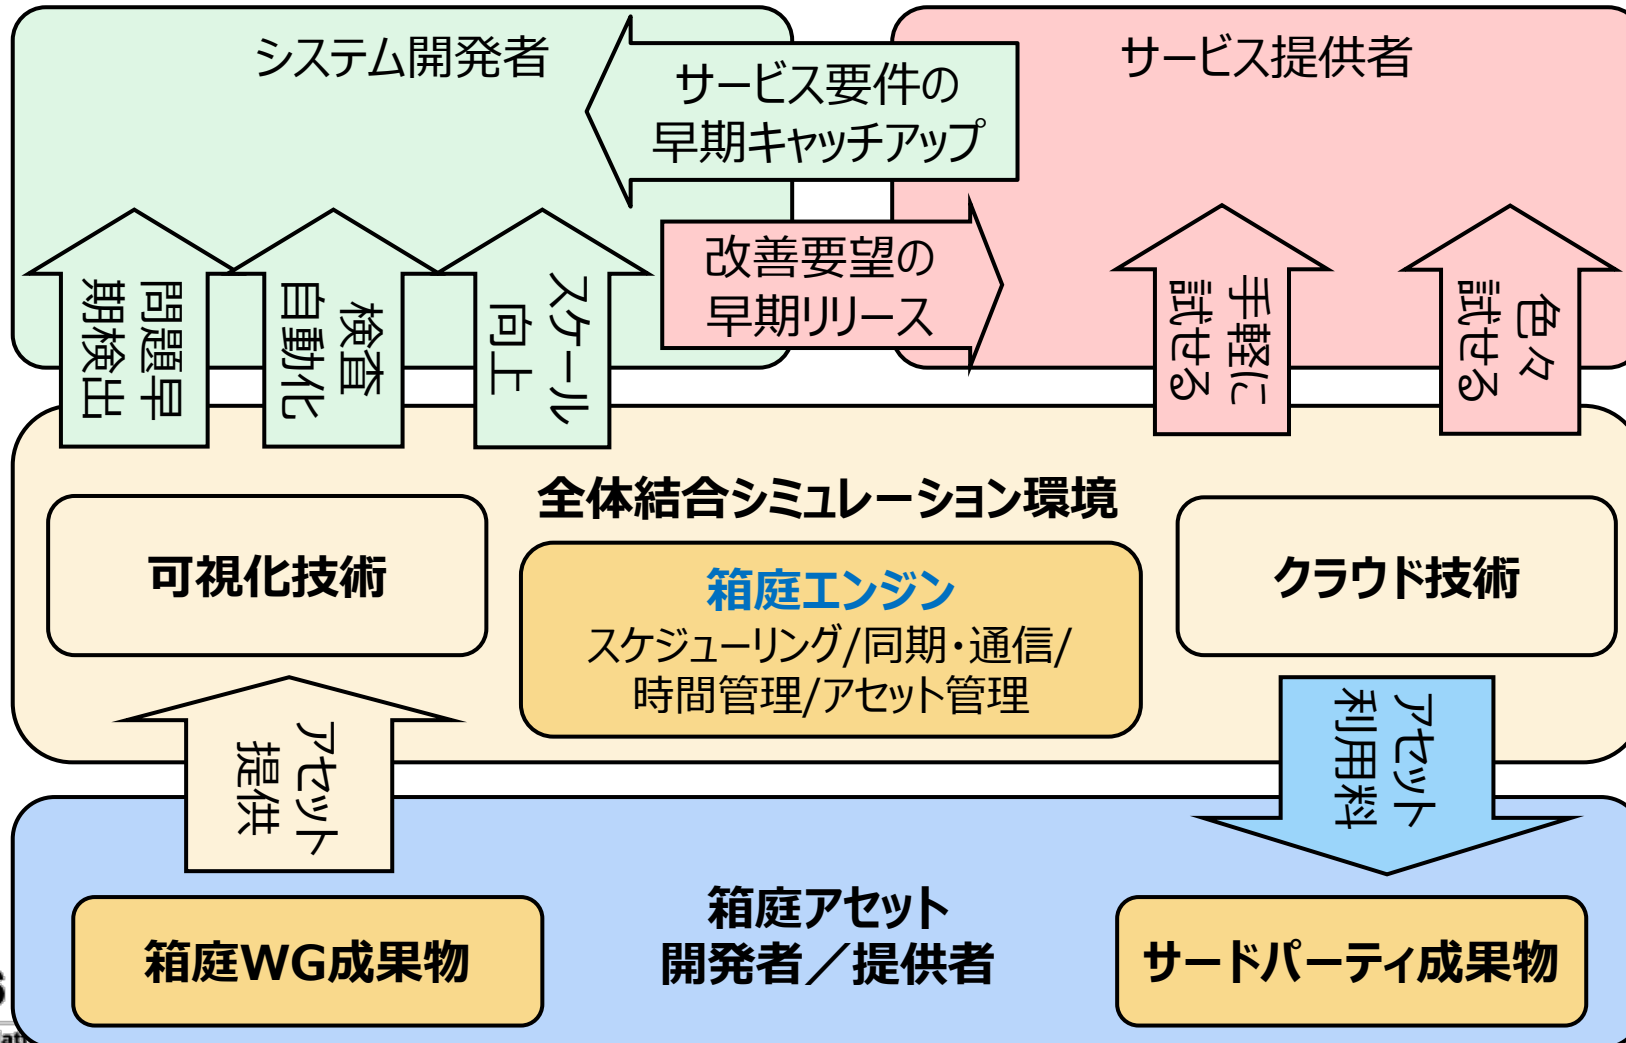 システム開発者
サービス要件の
早期キャッチアップ
サービス提供者
改善要望の
早期リリース
問題早
期検出
検査
自動化
スケール
向上
手軽に
試せる
色々
試せる
全体結合シミュレーション環境
可視化技術
箱庭エンジン
スケジューリング/同期・通信/
時間管理/アセット管理
クラウド技術
アセット
提供
アセット
利用料
箱庭アセット
開発者／提供者
箱庭WG成果物
サードパーティ成果物